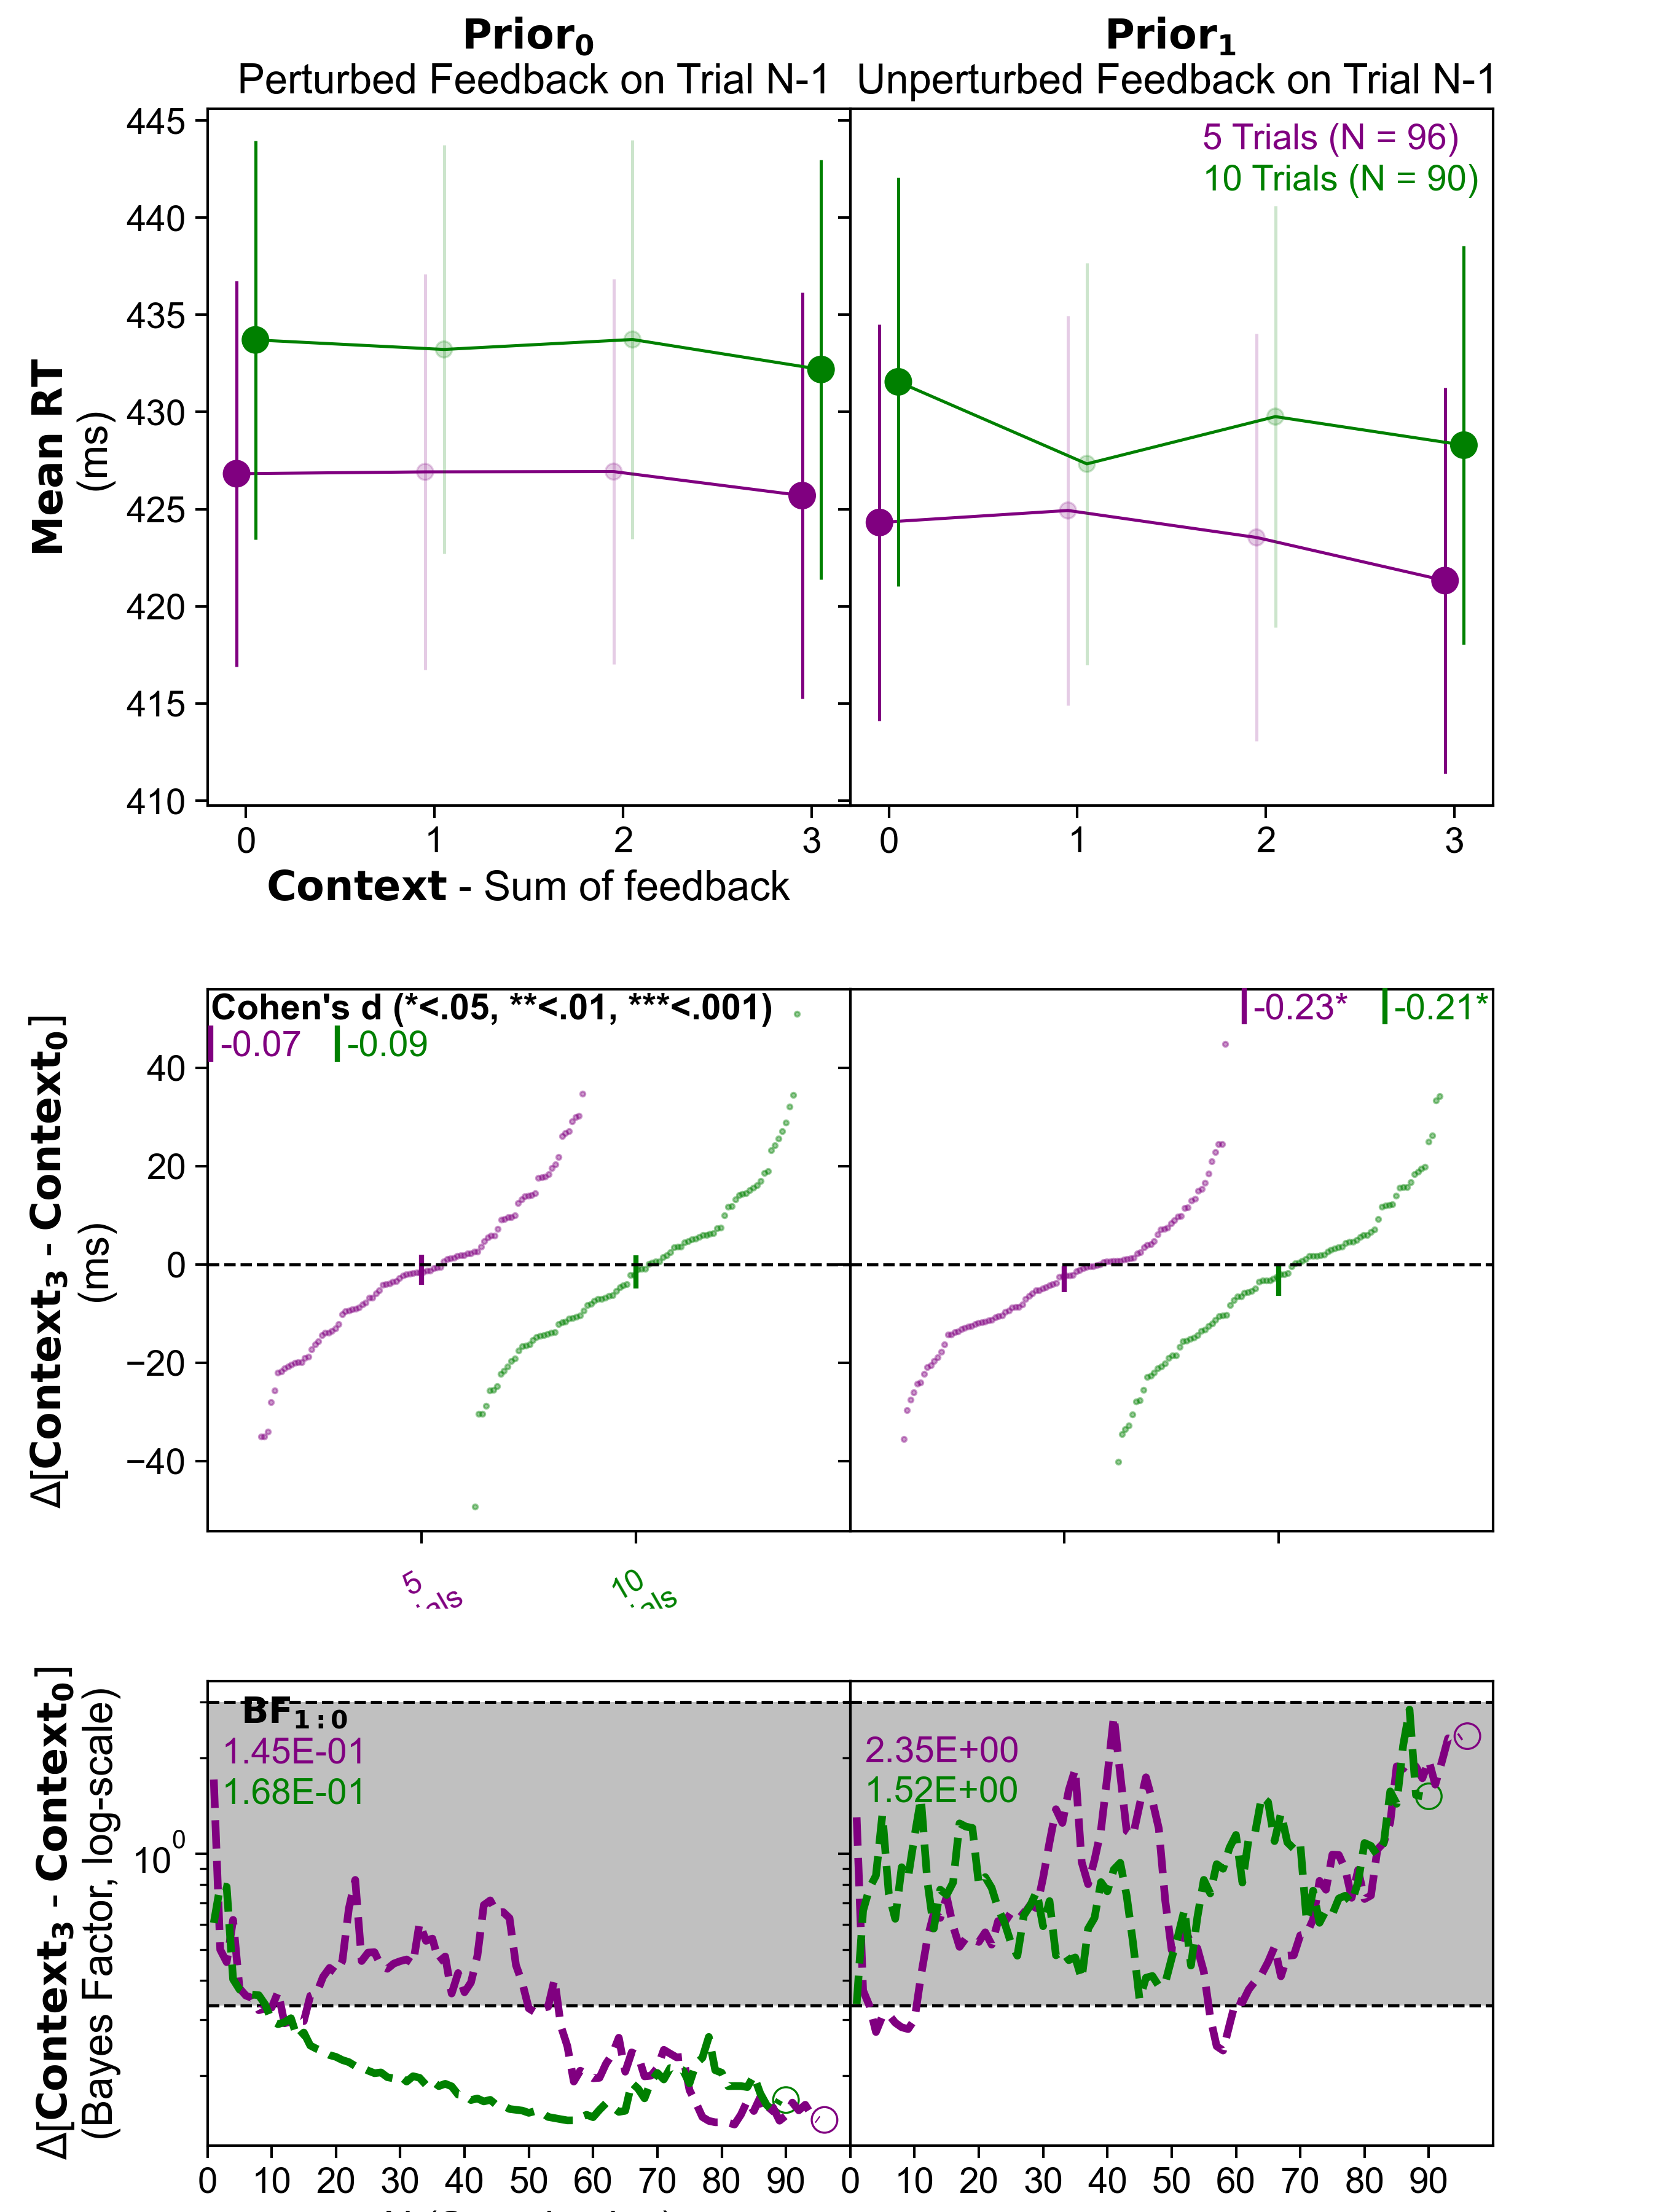 Prior0 Prior1
Perturbed Feedback on Trial N-1 Unperturbed Feedback on Trial N-1
5 Trials (N = 96)
10 Trials (N = 90)
445
440
435
430
425
420
415
410
Mean RT
(ms)
0 1 2 3 0 1 2 3
Context - Sum of feedback
Cohen's d (*<.05, **<.01, ***<.001)
-0.07 -0.09
-0.23* -0.21*
40
20
0
−20
−40
Δ[Context3 - Context0]
(ms)
5
10
BF1:0
1.45E-01
1.68E-01
2.35E+00
1.52E+00
10^0
Δ[Context3 - Context0]
(Bayes Factor, log-scale)
0 10 20 30 40 50 60 70 80 90 0 10 20 30 40 50 60 70 80 90